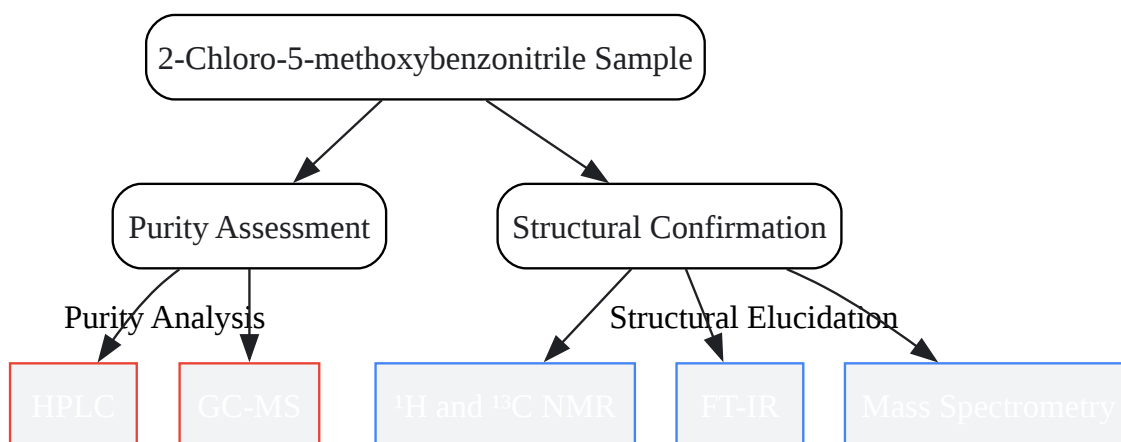 2-Chloro-5-methoxybenzonitrile Sample
Purity Assessment
Structural Confirmation
Purity Analysis
Structural Elucidation
HPLC
GC-MS
¹H and ¹³C NMR
FT-IR
Mass Spectrometry